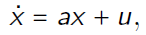 ẋ = ax + u,